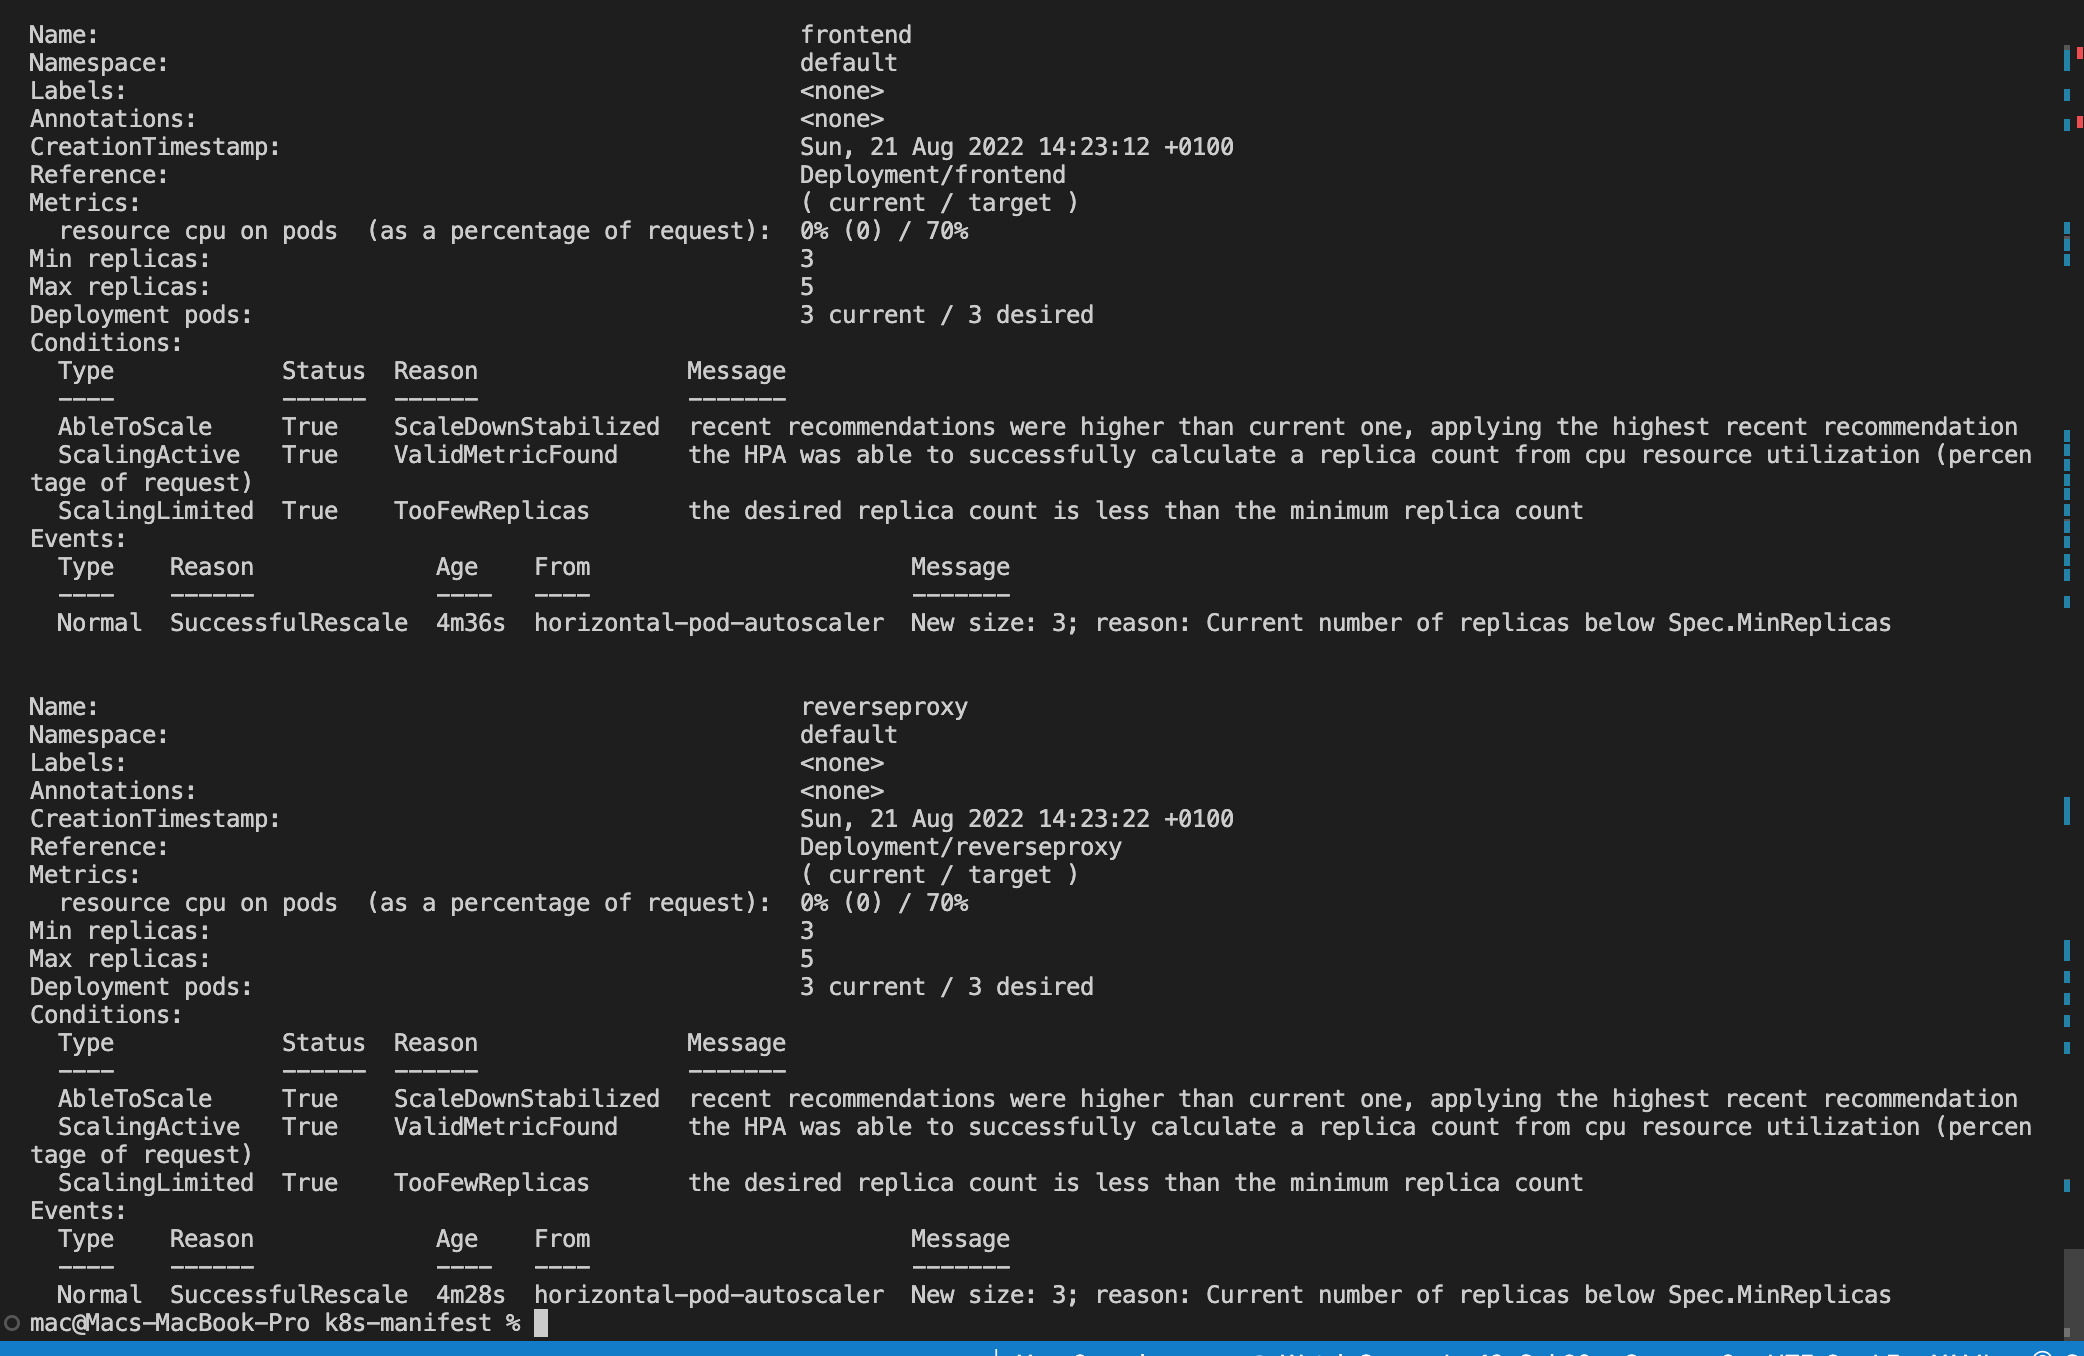 Name: frontend
Namespace: default
Labels: <none>
Annotations: <none>
CreationTimestamp: Sun, 21 Aug 2022 14:23:12 +0100
Reference: Deployment/frontend
Metrics: ( current / target )
resource cpu on pods (as a percentage of request): 0% (0) / 70%
Min replicas: 3
Max replicas: 5
Deployment pods: 3 current / 3 desired
Conditions:
Type Status Reason Message
---- ------ ------ -------
AbleToScale True ScaleDownStabilized recent recommendations were higher than current one, applying the highest recent recommendation
ScalingActive True ValidMetricFound the HPA was able to successfully calculate a replica count from cpu resource utilization (percen
tage of request)
ScalingLimited True TooFewReplicas the desired replica count is less than the minimum replica count
Events:
Type Reason Age From Message
---- ------ ---- ---- -------
Normal SuccessfulRescale 4m36s horizontal-pod-autoscaler New size: 3; reason: Current number of replicas below Spec.MinReplicas
Name: reverseproxy
Namespace: default
Labels: <none>
Annotations: <none>
CreationTimestamp: Sun, 21 Aug 2022 14:23:22 +0100
Reference: Deployment/reverseproxy
Metrics: ( current / target )
resource cpu on pods (as a percentage of request): 0% (0) / 70%
Min replicas: 3
Max replicas: 5
Deployment pods: 3 current / 3 desired
Conditions:
Type Status Reason Message
---- ------ ------ -------
AbleToScale True ScaleDownStabilized recent recommendations were higher than current one, applying the highest recent recommendation
ScalingActive True ValidMetricFound the HPA was able to successfully calculate a replica count from cpu resource utilization (percen
tage of request)
ScalingLimited True TooFewReplicas the desired replica count is less than the minimum replica count
Events:
Type Reason Age From Message
---- ------ ---- ---- -------
Normal SuccessfulRescale 4m28s horizontal-pod-autoscaler New size: 3; reason: Current number of replicas below Spec.MinReplicas
mac@Macs-MacBook-Pro k8s-manifest %